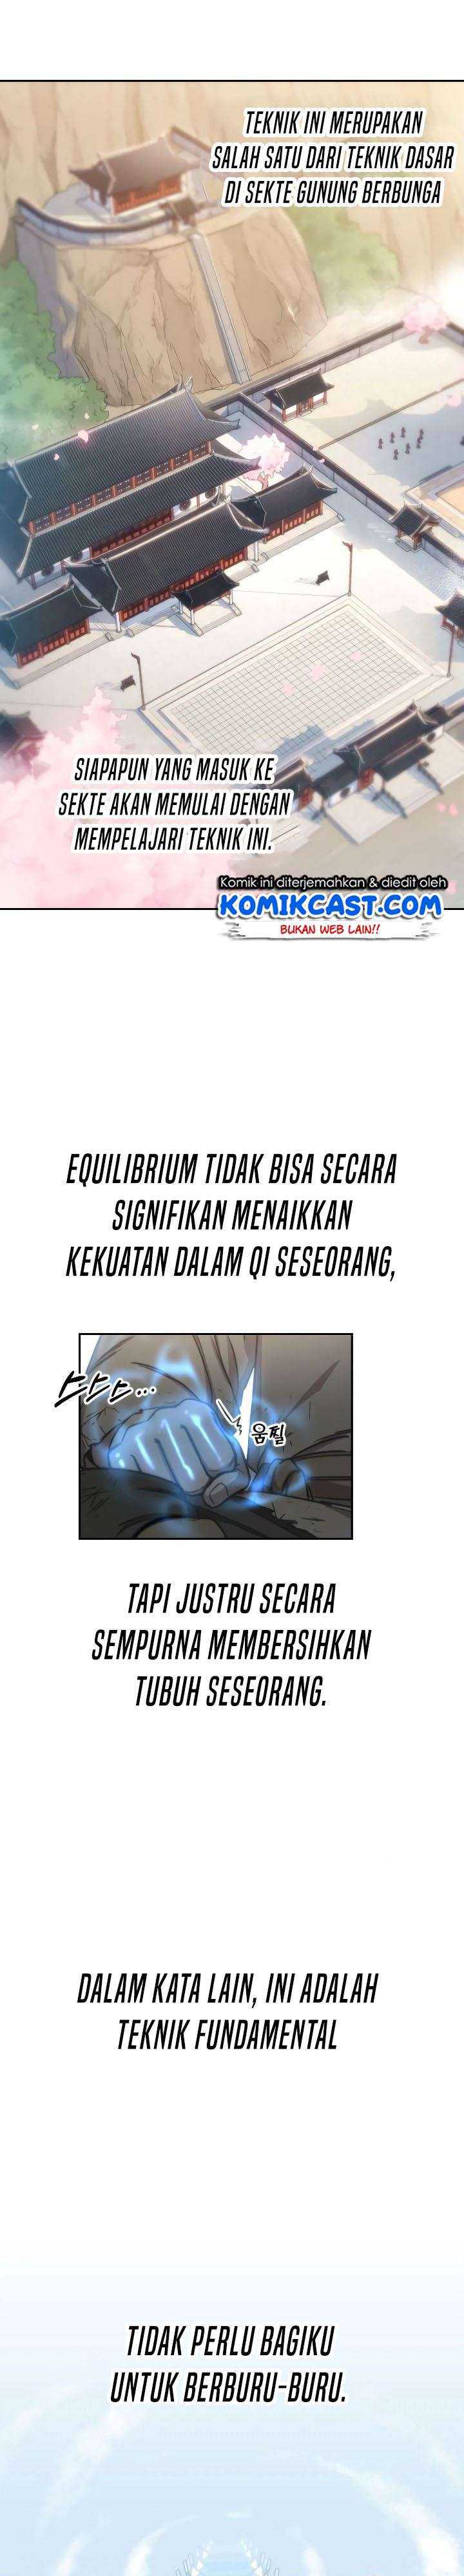 TEKNIK INI MERUPAKAN
SALAH SATU DARI TEKNIK DASAR
DI SEKTE GUNUNG BERBUNGA
SIAPAPUN YANG MASUK KE
SEKTE AKAN MEMULAI DENGAN
MEMPELAJARI TEKNIK INI.
Komik ini diterjemahkan & diedit oleh
KOMIKCAST.COM
BUKAN WEB LAIN!!
EQUILIBRIUM TIDAK BISA SECARA
SIGNIFIKAN MENAIKKAN
KEKUATAN DALAM QI SESEORANG,
스스스...
움찔
TAPI JUSTRU SECARA
SEMPURNA MEMBERSIHKAN
TUBUH SESEORANG.
DALAM KATA LAIN, INI ADALAH
TEKNIK FUNDAMENTAL
TIDAK PERLU BAGIKU
UNTUK BERBURU-BURU.